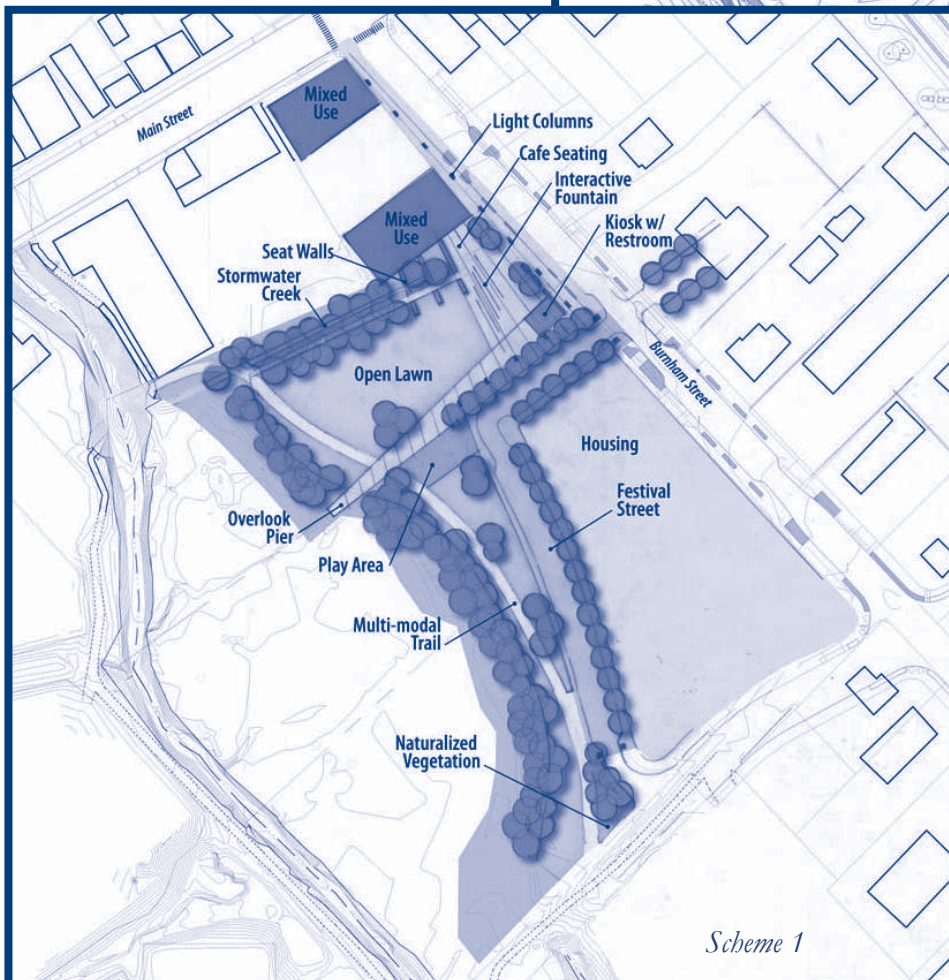 Mixed
Use
Main Street
Light Columns
Cafe Seating
Interactive
Fountain
Mixed
Use
Kiosk w/
Restroom
Seat Walls
Stormwater
Creek
Open Lawn
Burnham Street
Housing
Festival
Street
Overlook
Pier
Play Area
Multi-modal
Trail
Naturalized
Vegetation
Scheme 1